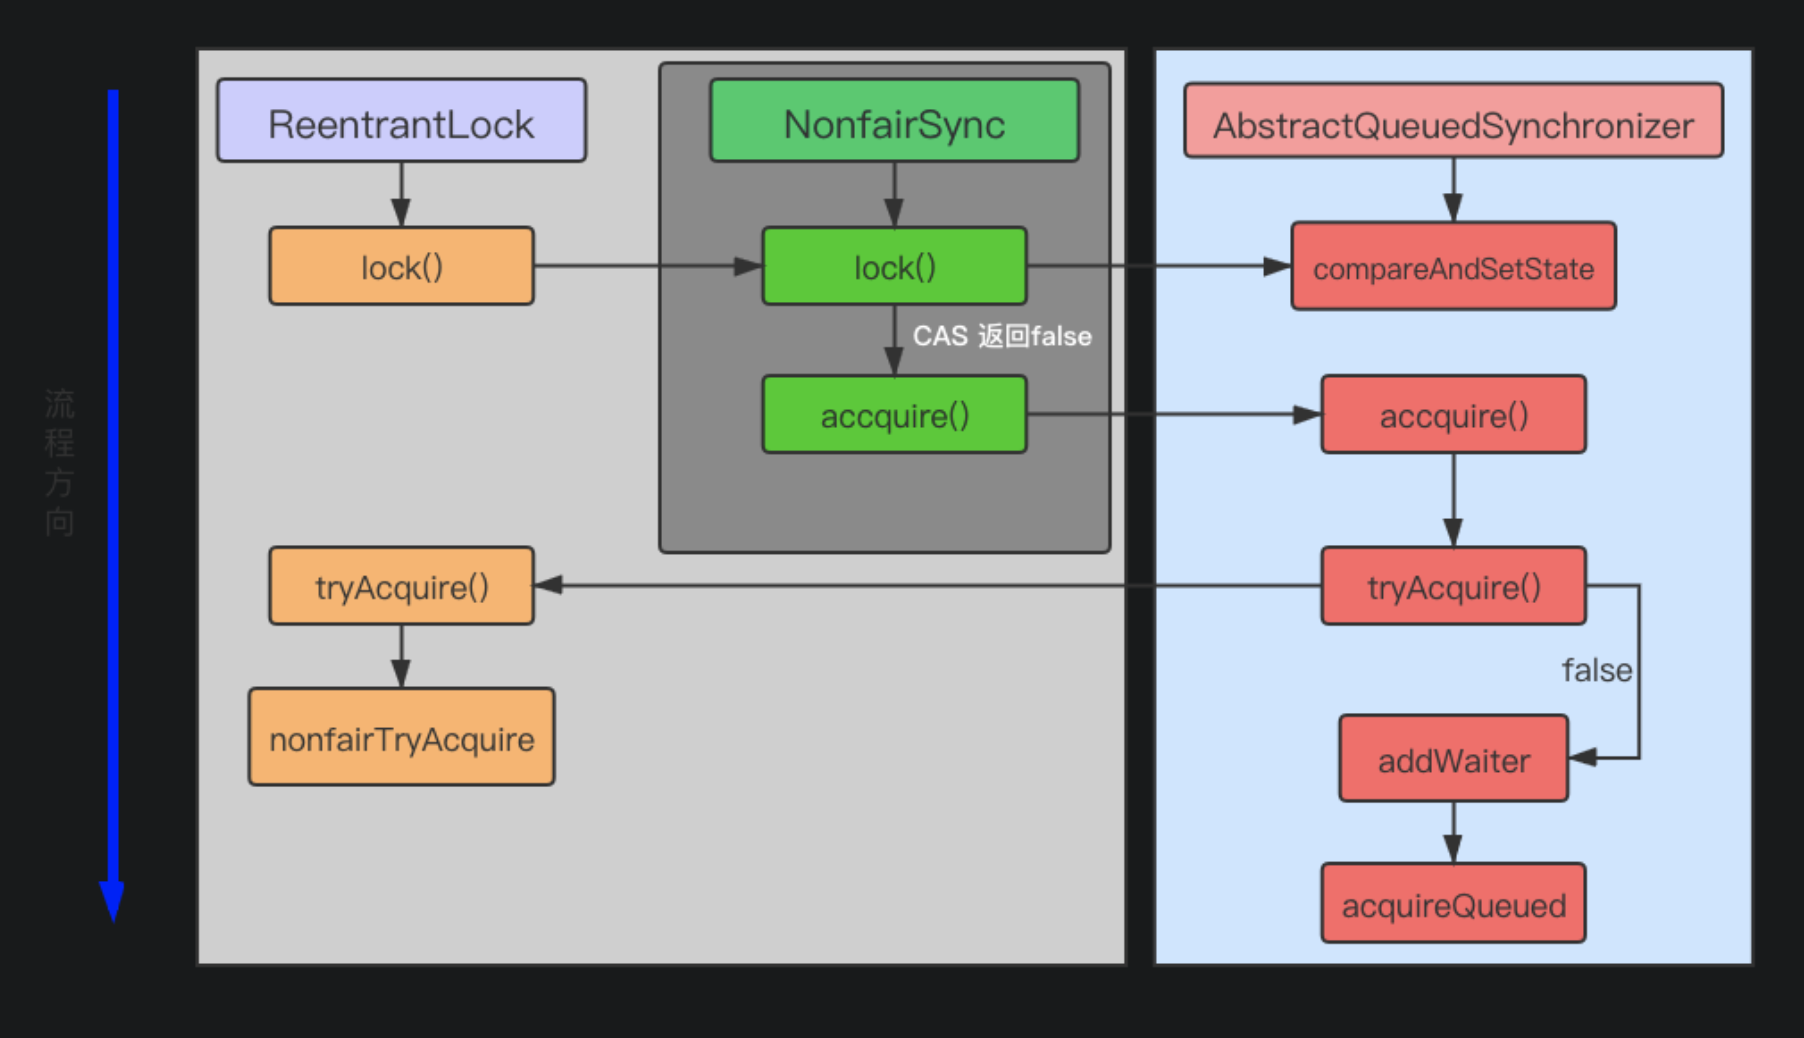 ReentrantLock
NonfairSync
AbstractQueuedSynchronizer
lock()
lock()
compareAndSetState
CAS 返回false
accquire()
accquire()
流
程
方
向
tryAcquire()
tryAcquire()
false
nonfairTryAcquire
addWaiter
acquireQueued